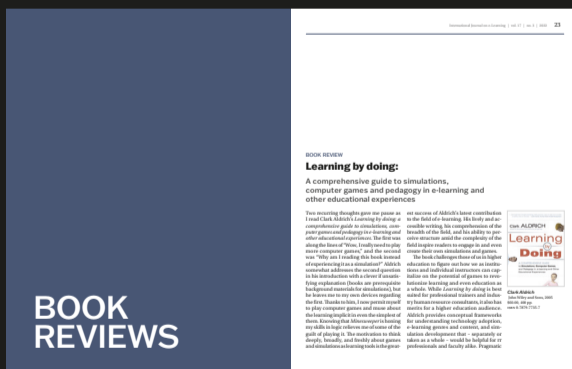 BOOK
REVIEWS
23
BOOK REVIEW
Learning by doing:
A comprehensive guide to simulations,
computer games and pedagogy in e-learning and
other educational experiences
Two recurring thoughts gave me pause as
I read Clark Aldrich's Learning by doing: a
comprehensive guide to simulations, com-
puter games and pedagogy in e-learning and
other educational experiences. The first was
along the lines of "Wow, I really need to play
more computer games," and the second
was "Why am I reading this book instead
of experiencing it as a simulation?" Aldrich
somewhat addresses the second question
in his introduction with a clever if unsatis-
fying explanation (books are prerequisite
background materials for simulations), but
he leaves me to my own devices regarding
the first. Thanks to him, I now permit myself
to play computer games and muse about
the learning implicit in even the simplest of
them. Knowing that Minesweeper is honing
my skills in logic relieves me of some of the
guilt of playing it. The motivation to think
deeply, broadly, and freshly about games
and simulations as learning tools is the great-
est success of Aldrich's latest contribution
to the field of e-learning. His lively and ac-
cessible writing, his comprehension of the
breadth of the field, and his ability to per-
ceive structure amid the complexity of the
field inspire readers to engage in and even
create their own simulations and games.
The book challenges those of us in higher
education to figure out how we as institu-
tions and individual instructors can cap-
italize on the potential of games to revo-
lutionize learning and even education as
a whole. While Learning by doing is best
suited for professional trainers and indus-
try human resource consultants, it also has
merits for a higher education audience.
Aldrich provides conceptual frameworks
for understanding technology adoption,
e-learning genres and content, and sim-
ulation development that – separately or
taken as a whole – would be helpful for IT
professionals and faculty alike. Pragmatic
Clark ALDRICH
Learning
by
Doing
Clark Aldrich
John Wiley and Sons, 2005